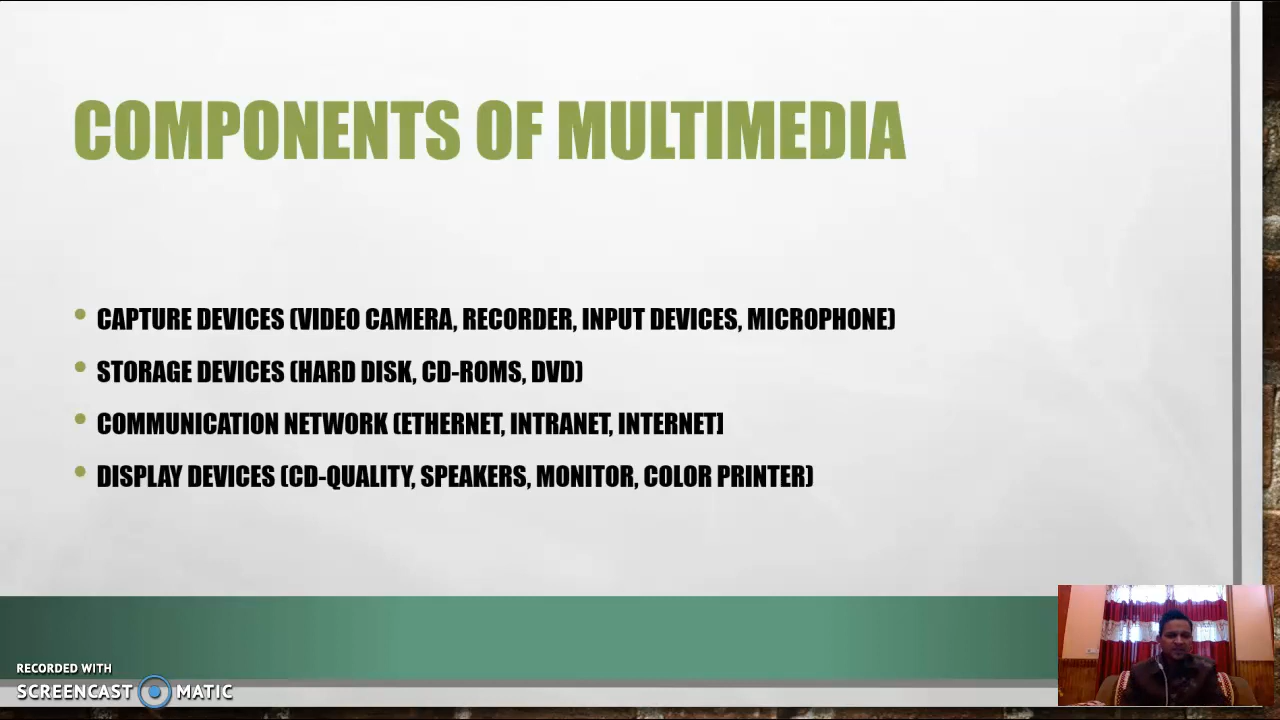 COMPONENTS OF MULTIMEDIA
• CAPTURE DEVICES (VIDEO CAMERA, RECORDER, INPUT DEVICES, MICROPHONE)
• STORAGE DEVICES (HARD DISK, CD-ROMS, DVD)
• COMMUNICATION NETWORK (ETHERNET, INTRANET, INTERNET]
• DISPLAY DEVICES (CD-QUALITY, SPEAKERS, MONITOR, COLOR PRINTER)
RECORDED WITH
SCREENCAST MATIC